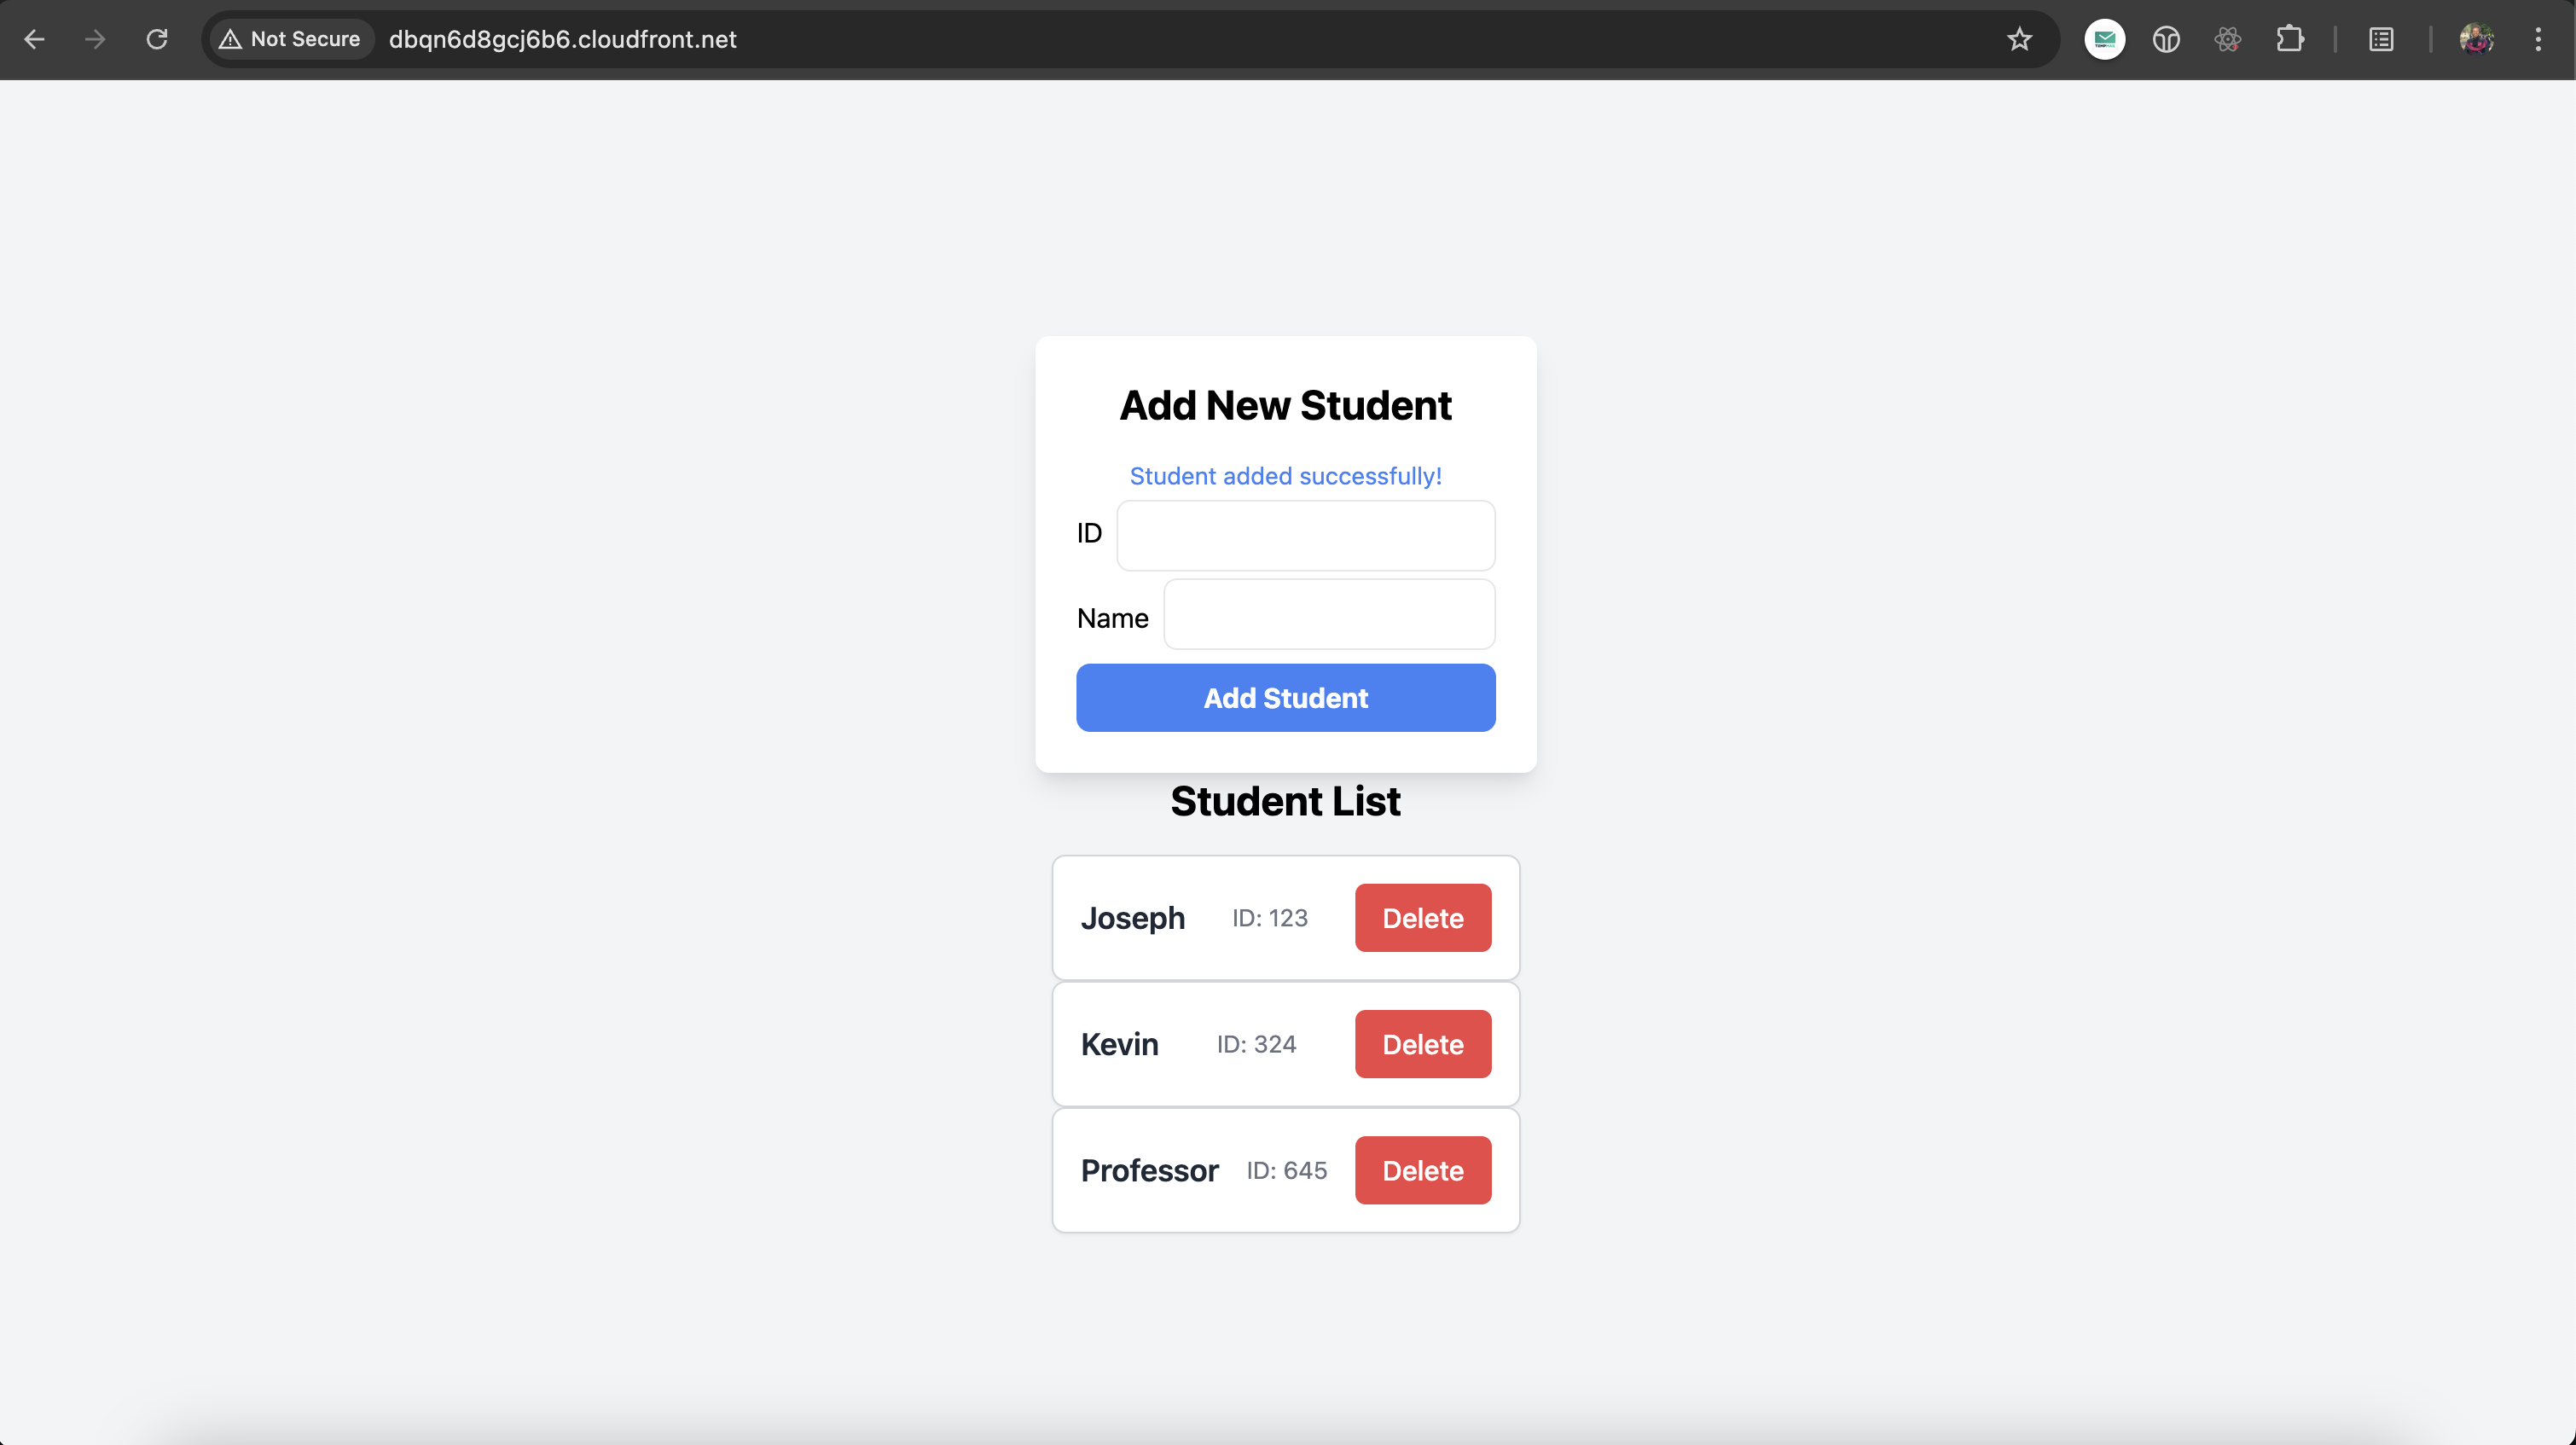 Not Secure dbqn6d8gcj6b6.cloudfront.net
Add New Student
Student added successfully!
ID
Name
Add Student
Student List
Joseph ID: 123 Delete
Kevin ID: 324 Delete
Professor ID: 645 Delete